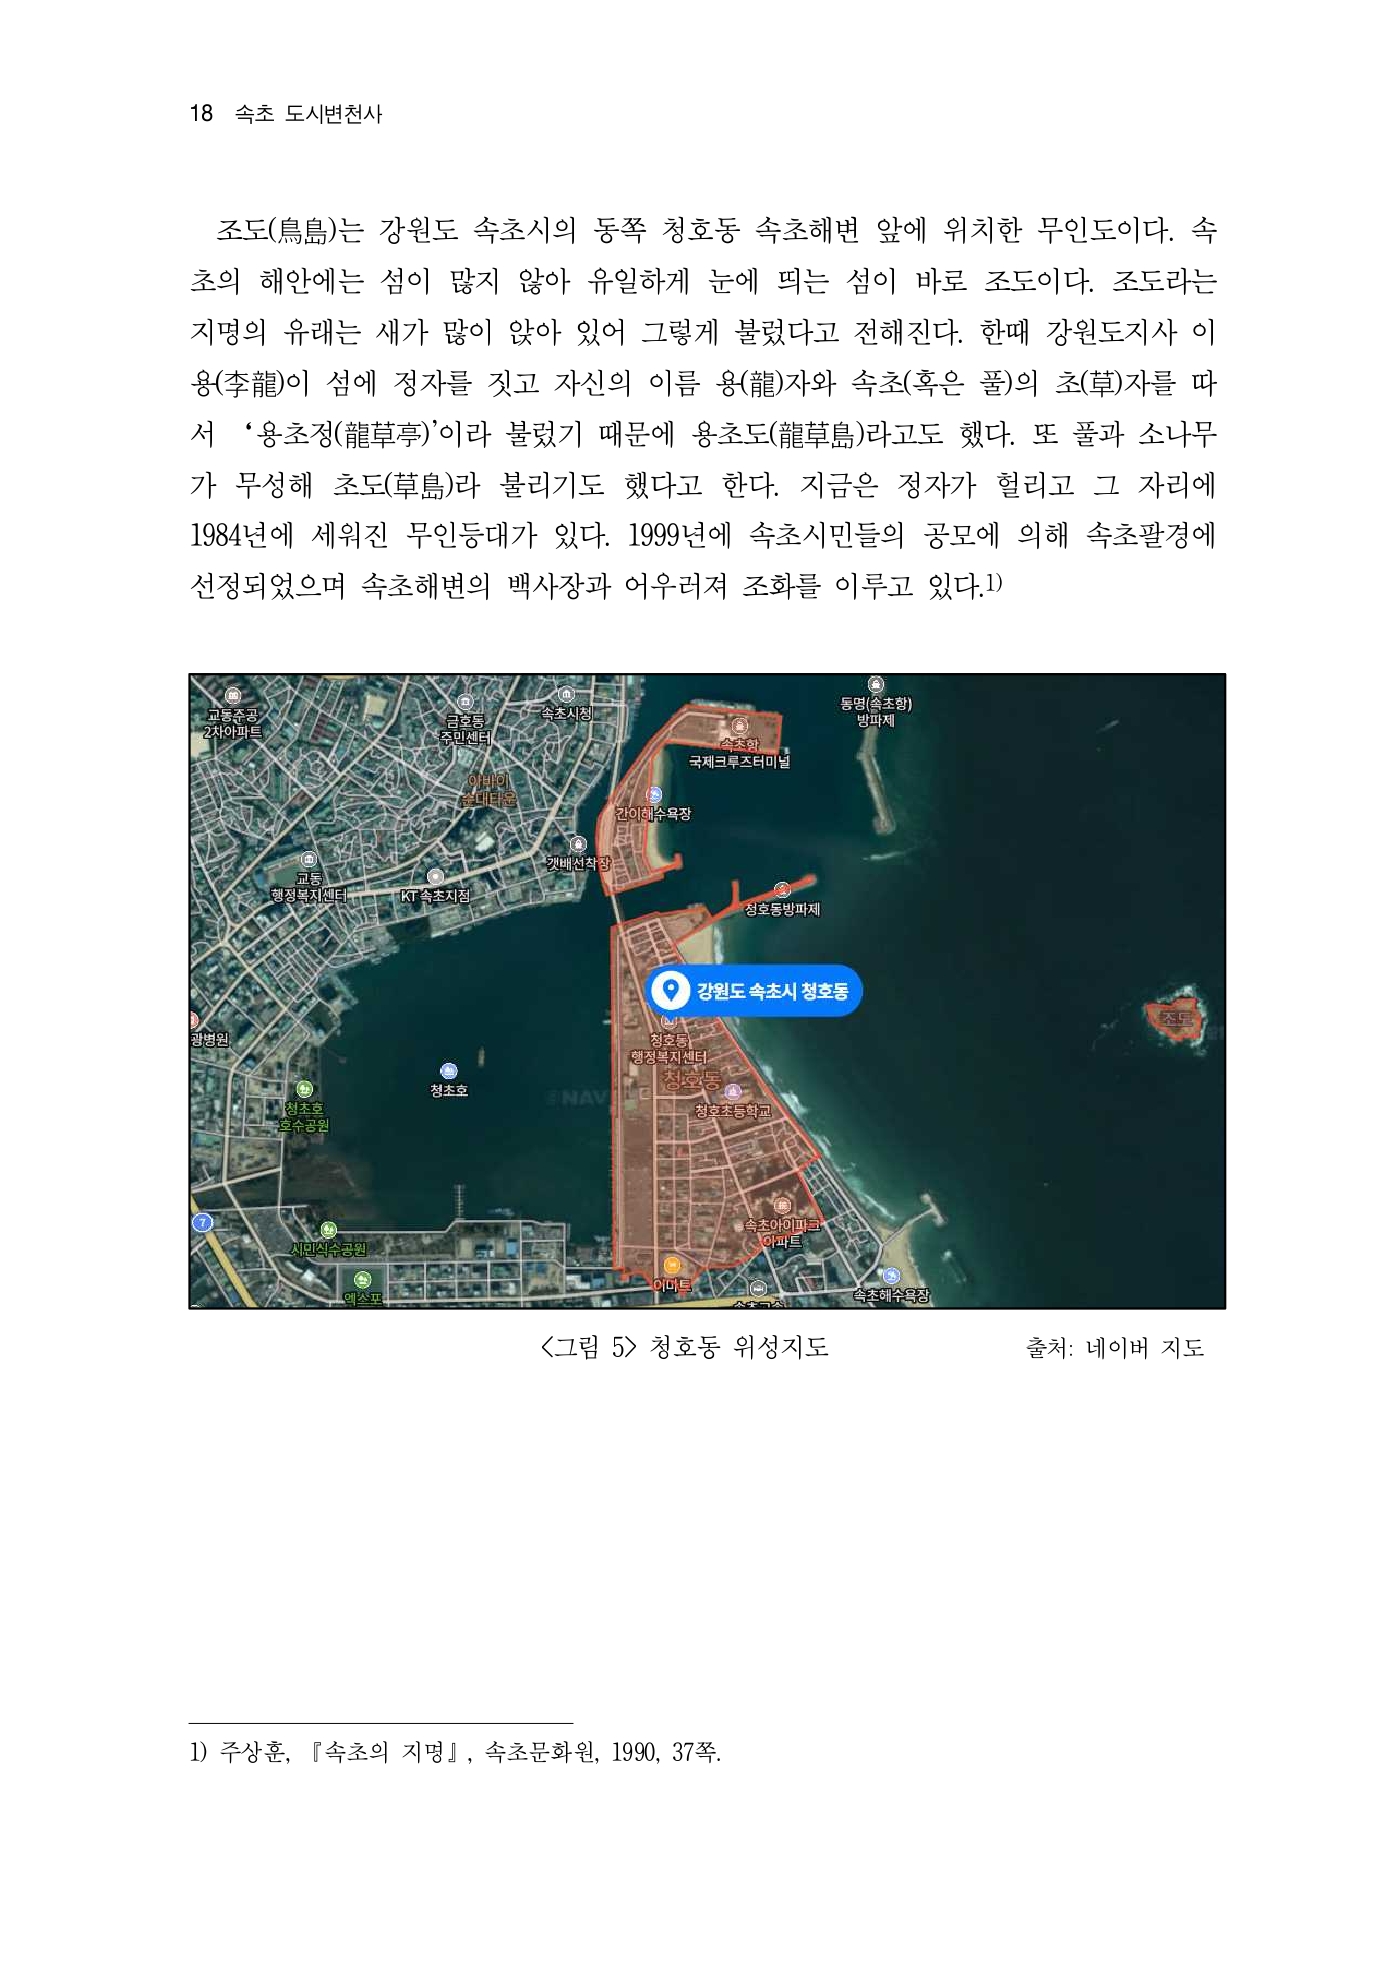 18 속초 도시변천사
조도(鳥島)는 강원도 속초시의 동쪽 청호동 속초해변 앞에 위치한 무인도이다. 속
초의 해안에는 섬이 많지 않아 유일하게 눈에 띄는 섬이 바로 조도이다. 조도라는
지명의 유래는 새가 많이 앉아 있어 그렇게 불렀다고 전해진다. 한때 강원도지사 이
용(李龍)이 섬에 정자를 짓고 자신의 이름 용(龍)자와 속초(혹은 풀)의 초(草)자를 따
서 ‘용초정(龍草亭)’이라 불렀기 때문에 용초도(龍草島)라고도 했다. 또 풀과 소나무
가 무성해 초도(草島)라 불리기도 했다고 한다. 지금은 정자가 헐리고 그 자리에
1984년에 세워진 무인등대가 있다. 1999년에 속초시민들의 공모에 의해 속초팔경에
선정되었으며 속초해변의 백사장과 어우러져 조화를 이루고 있다.1)
교동주공
2차아파트
금호동
주민센터
속초시청
동명(속초항)
방파제
속초항
국제크루즈터미널
아바이
순대타운
간이해수욕장
갯배선착장
교동
행정복지센터
KT속초지점
청호동방파제
강원도 속초시 청호동
조도
광병원
청호동
행정복지센터
청호동
청초호
NAV
청호초등학교
청초호
호수공원
7
속초아이파크
아파트
시민식수공원
이마트
엑스포
속초해수욕장
<그림 5> 청호동 위성지도
출처: 네이버 지도
1) 주상훈, 『속초의 지명』, 속초문화원, 1990, 37쪽.